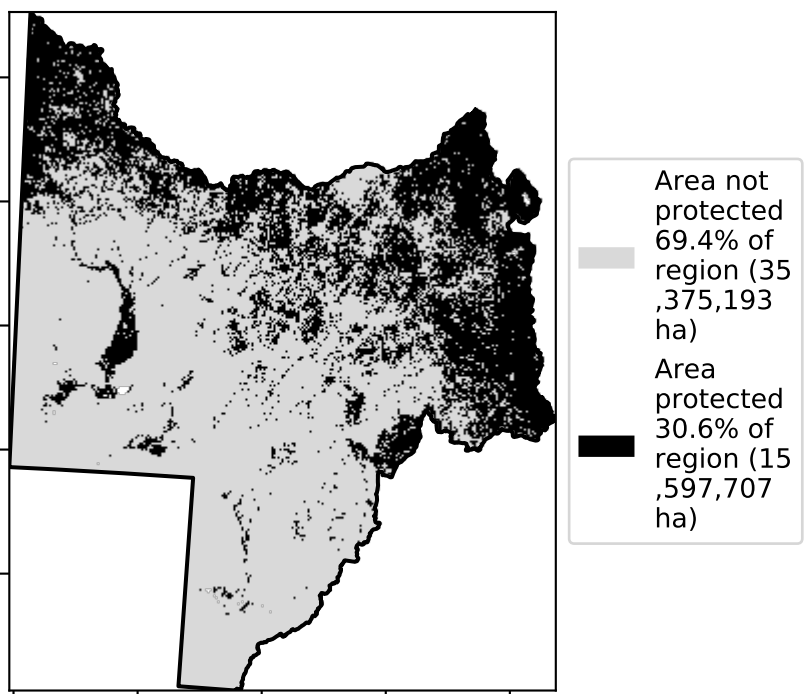 Area not
protected
69.4% of
region (35
,375,193
ha)
Area
protected
30.6% of
region (15
,597,707
ha)